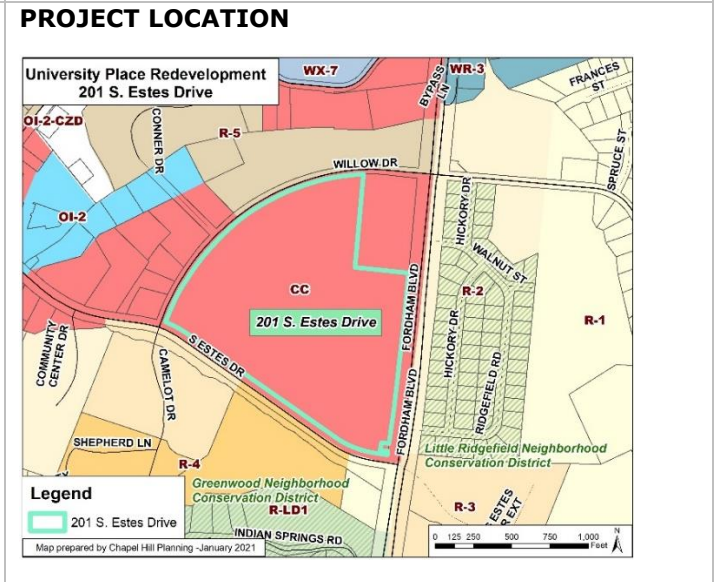 PROJECT LOCATION
University Place Redevelopment
201 S. Estes Drive
WX-7
WR-3
BYPASS
LN
FRANCES
ST
SPRUCE ST
OI-2-CZD
CONNER DR
R-5
WILLOW DR
OI-2
HICKORY DR
WALNUT ST
CC
R-2
R-1
201 S. Estes Drive
FORDHAM BLVD
HICKORY DR
RIDGEFIELD RD
COMMUNITY
CENTER DR
S ESTES DR
CAMELOT DR
FORDHAM BLVD
SHEPHERD LN
R-4
Little Ridgefield Neighborhood
Conservation District
Greenwood Neighborhood
Conservation District
R-LD1
R-3
INDIAN SPRINGS RD
Legend
201 S. Estes Drive
Map prepared by Chapel Hill Planning -January 2021
0 125 250 500 750 1,000
Feet
N